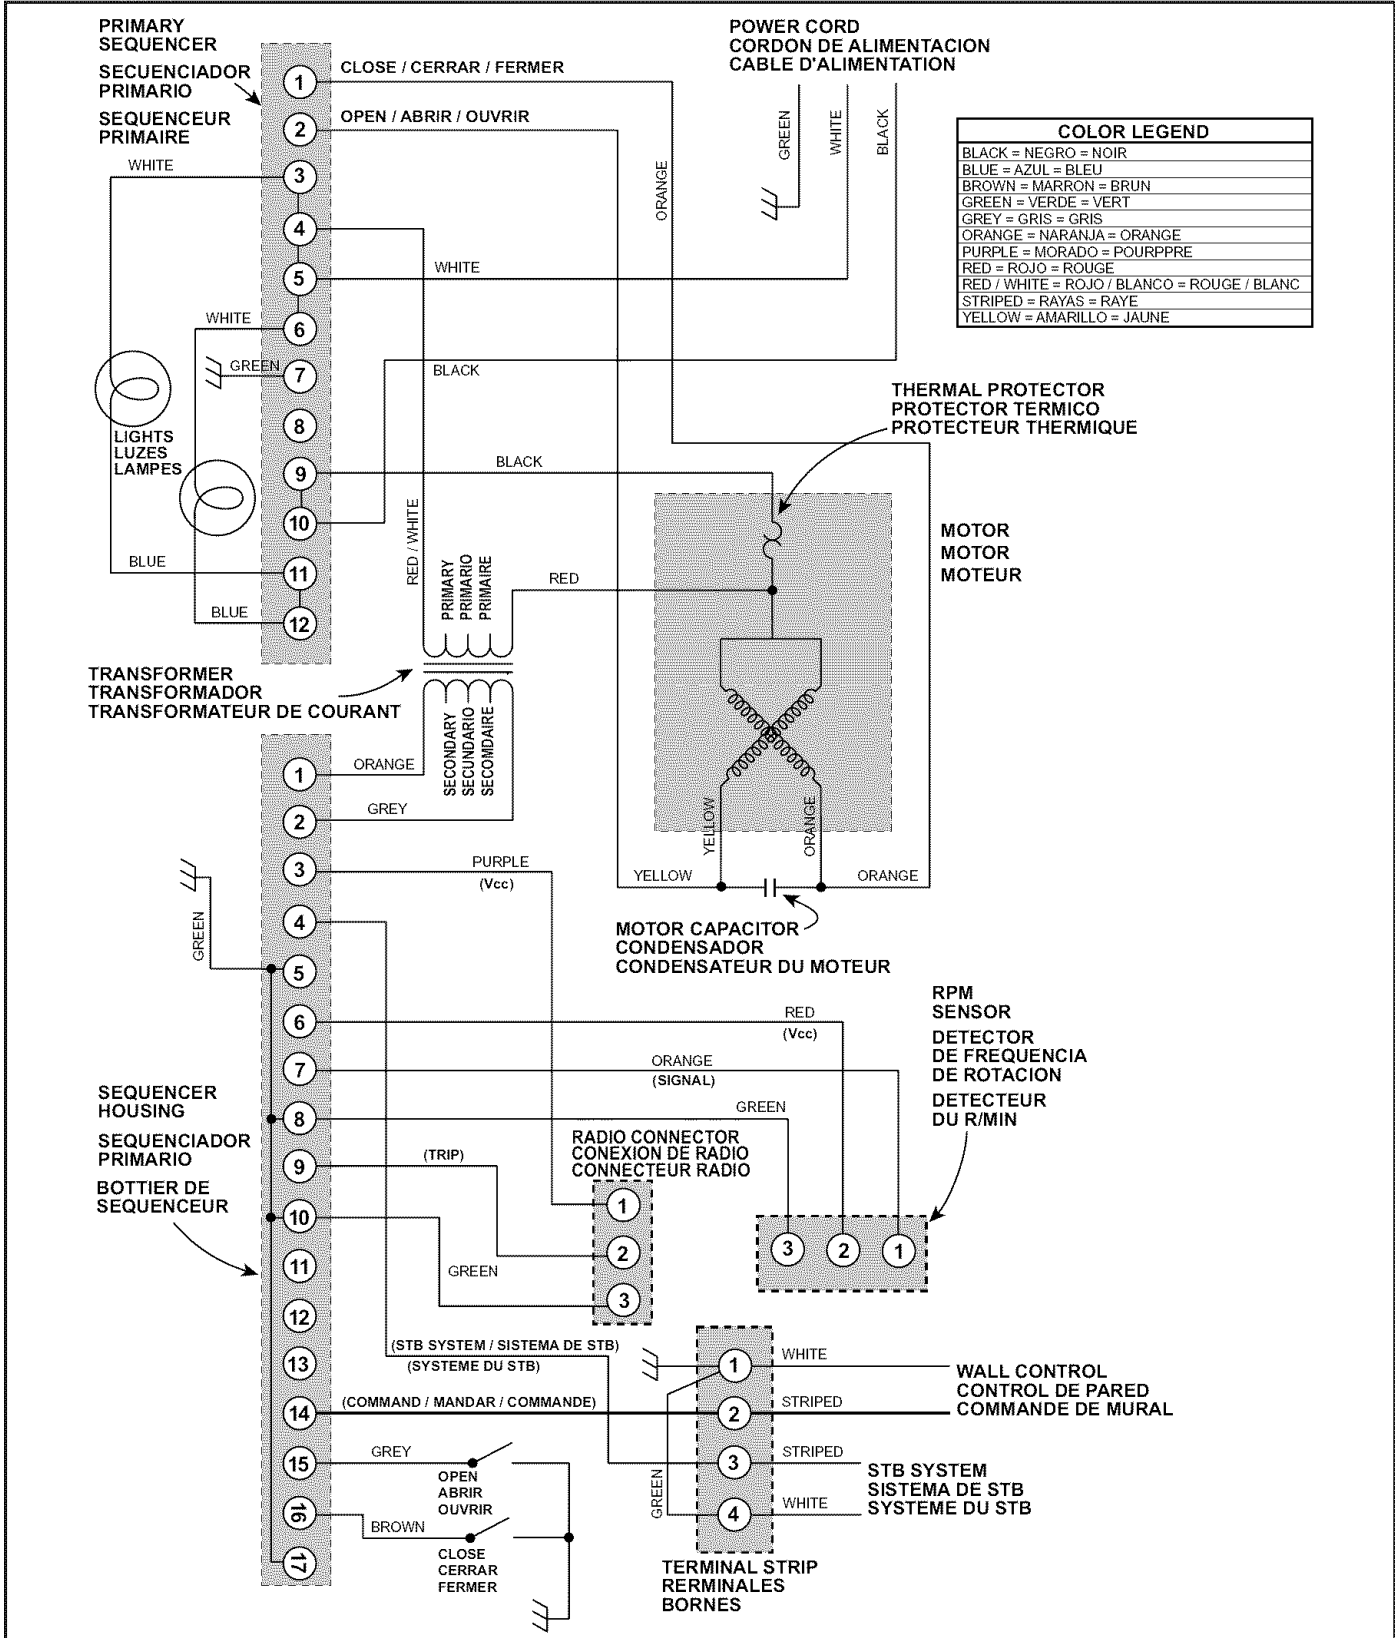 PRIMARY
SEQUENCER
SECUENCIADOR
PRIMARIO
SEQUENCEUR
PRIMAIRE
1
2
3
4
5
6
7
8
9
10
11
12
CLOSE / CERRAR / FERMER
OPEN / ABRIR / OUVRIR
WHITE
WHITE
GREEN
LIGHTS
LUZES
LAMPES
BLUE
BLUE
WHITE
BLACK
BLACK
ORANGE
RED / WHITE
POWER CORD
CORDON DE ALIMENTACION
CABLE D'ALIMENTATION
GREEN
WHITE
BLACK
COLOR LEGEND
BLACK = NEGRO = NOIR
BLUE = AZUL = BLEU
BROWN = MARRON = BRUN
GREEN = VERDE = VERT
GREY = GRIS = GRIS
ORANGE = NARANJA = ORANGE
PURPLE = MORADO = POURPPRE
RED = ROJO = ROUGE
RED / WHITE = ROJO / BLANCO = ROUGE / BLANC
STRIPED = RAYAS = RAYE
YELLOW = AMARILLO = JAUNE
THERMAL PROTECTOR
PROTECTOR TERMICO
PROTECTEUR THERMIQUE
MOTOR
MOTOR
MOTEUR
PRIMARY
PRIMARIO
PRIMAIRE
RED
TRANSFORMER
TRANSFORMADOR
TRANSFORMATEUR DE COURANT
SECONDARY
SECUNDARIO
SECOMDAIRE
YELLOW
ORANGE
YELLOW
ORANGE
MOTOR CAPACITOR
CONDENSADOR
CONDENSATEUR DU MOTEUR
1
2
3
4
5
6
7
8
9
10
11
12
13
14
15
16
17
ORANGE
GREY
PURPLE
(Vcc)
GREEN
RED
(Vcc)
ORANGE
(SIGNAL)
GREEN
(TRIP)
GREEN
SEQUENCER
HOUSING
SEQUENCIADOR
PRIMARIO
BOTTIER DE
SEQUENCEUR
RPM
SENSOR
DETECTOR
DE FREQUENCIA
DE ROTACION
DETECTEUR
DU R/MIN
RADIO CONNECTOR
CONEXION DE RADIO
CONNECTEUR RADIO
1
2
3
3
2
1
(STB SYSTEM / SISTEMA DE STB)
(SYSTEME DU STB)
(COMMAND / MANDAR / COMMANDE)
GREY
OPEN
ABRIR
OUVRIR
BROWN
CLOSE
CERRAR
FERMER
GREEN
1
2
3
4
WHITE
STRIPED
STRIPED
WHITE
WALL CONTROL
CONTROL DE PARED
COMMANDE DE MURAL
STB SYSTEM
SISTEMA DE STB
SYSTEME DU STB
TERMINAL STRIP
RERMINALES
BORNES